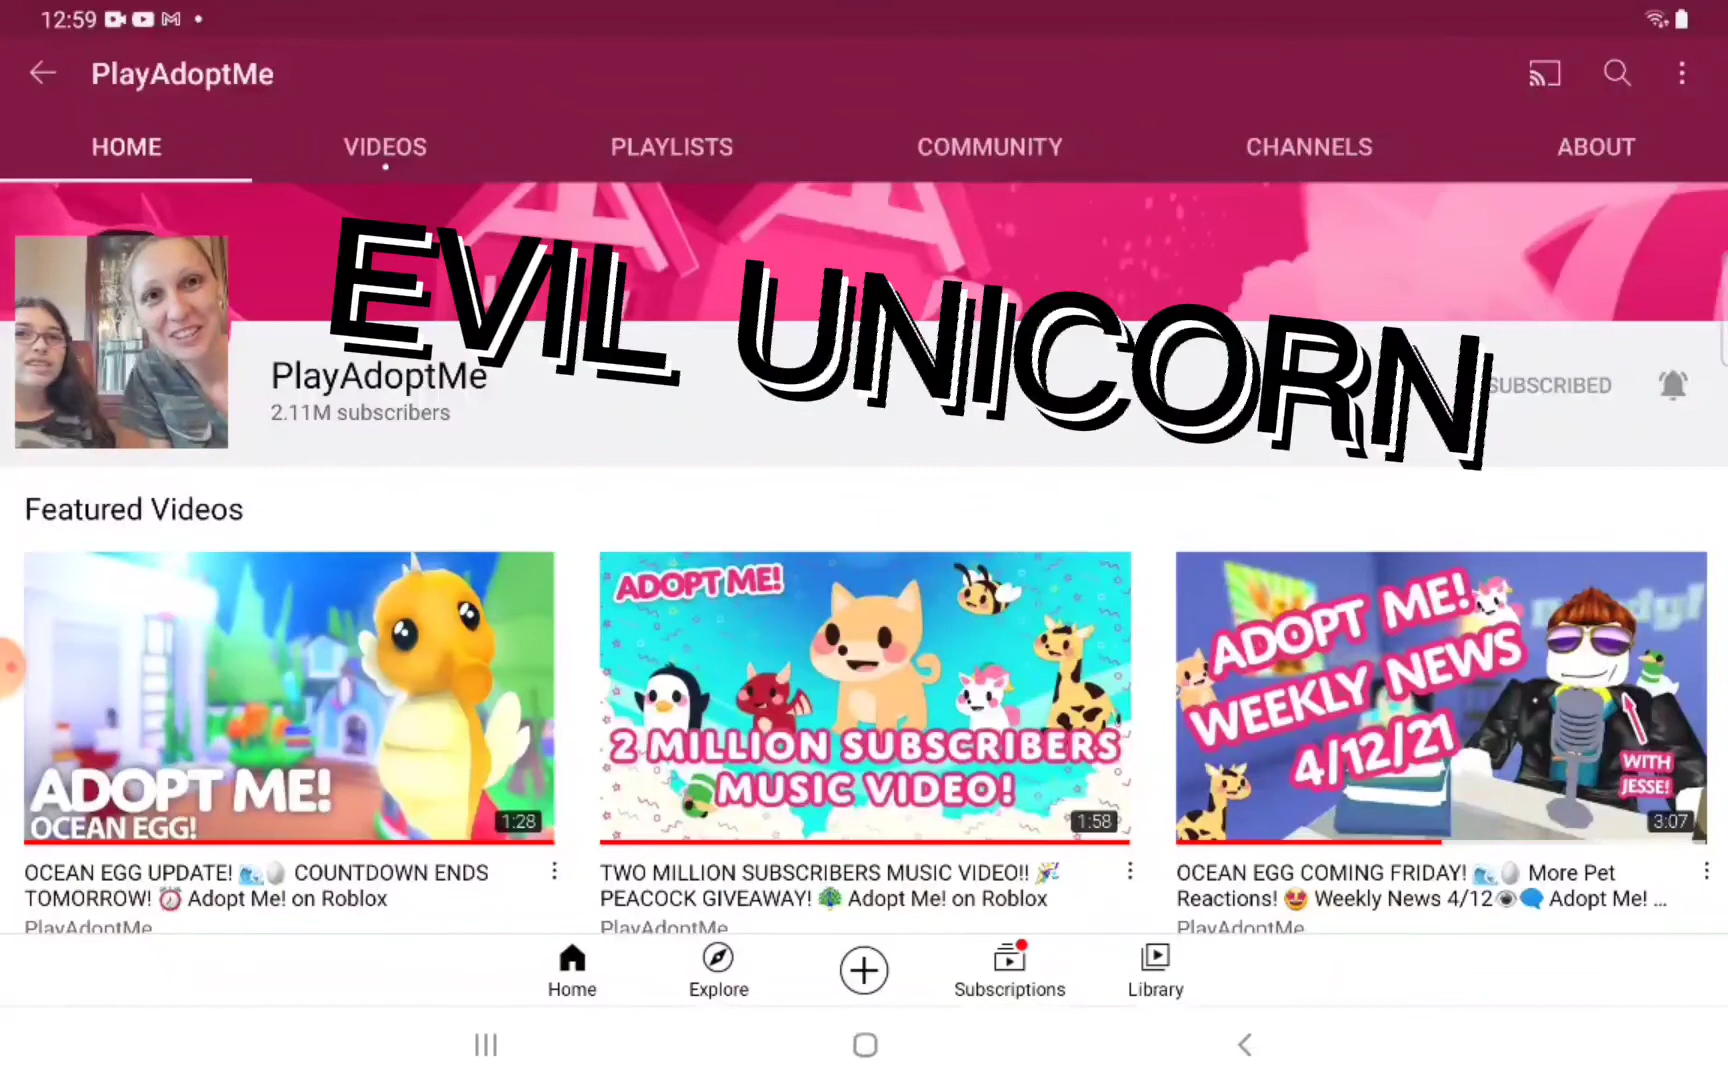 12:59
PlayAdoptMe
HOME VIDEOS PLAYLISTS COMMUNITY CHANNELS ABOUT
EVIL UNICORN
PlayAdoptMe
2.11M subscribers
SUBSCRIBED
Featured Videos
ADOPT ME!
OCEAN EGG!
1:28
OCEAN EGG UPDATE! 🌊🥚 COUNTDOWN ENDS
TOMORROW! ⏰ Adopt Me! on Roblox
PlayAdoptMe
ADOPT ME!
2 MILLION SUBSCRIBERS
MUSIC VIDEO!
1:58
TWO MILLION SUBSCRIBERS MUSIC VIDEO!! 🎉
PEACOCK GIVEAWAY! 🦚 Adopt Me! on Roblox
PlayAdoptMe
ADOPT ME!
WEEKLY NEWS
4/12/21
WITH
JESSE!
3:07
OCEAN EGG COMING FRIDAY! 🌊🥚 More Pet
Reactions! 🤩 Weekly News 4/12👁️‍🗨️ Adopt Me! ...
PlayAdoptMe
Home Explore Subscriptions Library